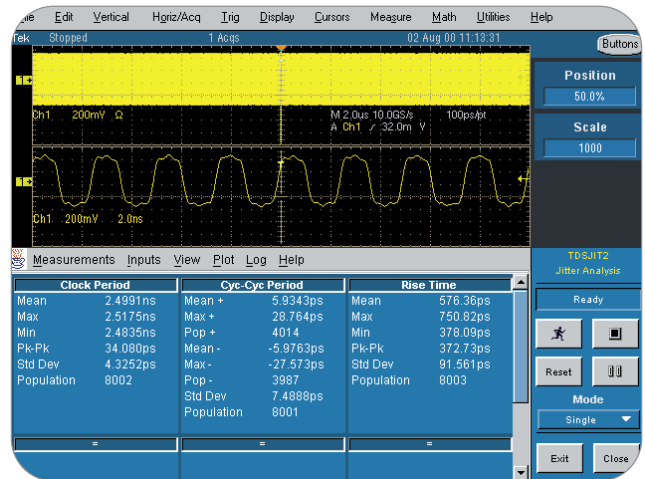 Edit Vertical Horiz/Acq Trig Display Cursors Measure Math Utilities Help
Tek Stopped 1 Acqs 02 Aug 00 11:13:31
Buttons
Position
50.0%
Scale
1000
Ch1 200mV Ω M 2.0us 10.0GS/s 100ps/pt
A Ch1 / 32.0m V
Ch1 200mV 2.0ns
Measurements Inputs View Plot Log Help
TDSJIT2
Jitter Analysis
Ready
Clock Period Cyc-Cyc Period Rise Time
Mean 2.4991ns Mean + 5.9343ps Mean 576.36ps
Max 2.5175ns Max + 28.764ps Max 750.82ps
Min 2.4835ns Pop + 4014 Min 378.09ps
Pk-Pk 34.080ps Mean - -5.9763ps Pk-Pk 372.73ps
Std Dev 4.3252ps Max - -27.573ps Std Dev 91.561ps
Population 8002 Pop - 3987 Population 8003
Std Dev 7.4888ps
Population 8001
= = =
Reset
Mode
Single
Exit Close